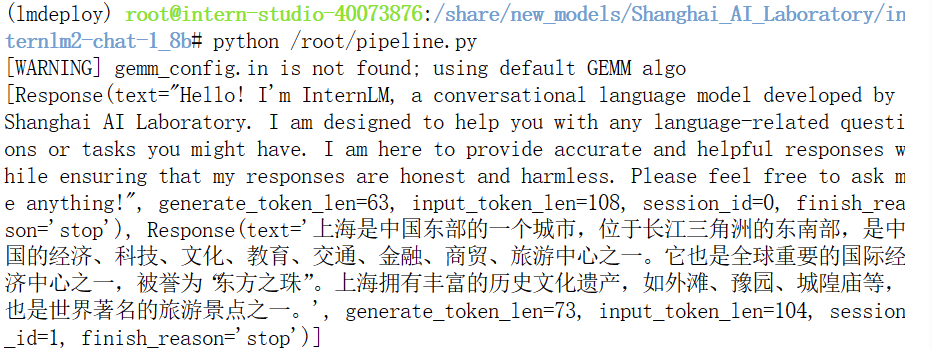 (lmdeploy) root@intern-studio-40073876:/share/new_models/Shanghai_AI_Laboratory/in
ternlm2-chat-1_8b# python /root/pipeline.py
[WARNING] gemm_config.in is not found; using default GEMM algo
[Response(text="Hello! I'm InternLM, a conversational language model developed by
Shanghai AI Laboratory. I am designed to help you with any language-related questi
ons or tasks you might have. I am here to provide accurate and helpful responses w
hile ensuring that my responses are honest and harmless. Please feel free to ask m
e anything!", generate_token_len=63, input_token_len=108, session_id=0, finish_rea
son='stop'), Response(text='上海是中国东部的一个城市，位于长江三角洲的东南部，是中
国的经济、科技、文化、教育、交通、金融、商贸、旅游中心之一。它也是全球重要的国际经
济中心之一，被誉为“东方之珠”。上海拥有丰富的历史文化遗产，如外滩、豫园、城隍庙等，
也是世界著名的旅游景点之一。', generate_token_len=73, input_token_len=104, session
_id=1, finish_reason='stop')]